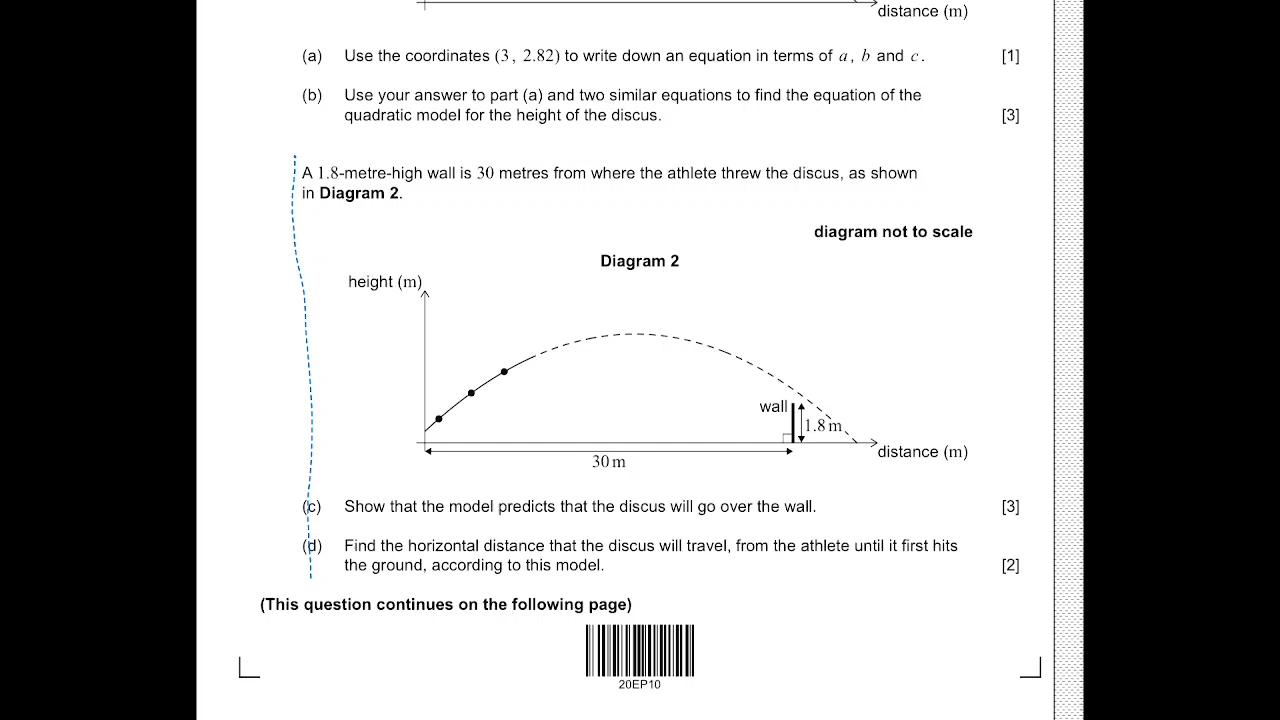 distance (m)
(a) Use the coordinates (3 , 2.82) to write down an equation in terms of a , b and c . [1]
(b) Use your answer to part (a) and two similar equations to find the equation of the
quadratic model for the height of the discus. [3]
A 1.8-metre-high wall is 30 metres from where the athlete threw the discus, as shown
in Diagram 2.
diagram not to scale
Diagram 2
height (m)
wall
1.8 m
distance (m)
30 m
(c) Show that the model predicts that the discus will go over the wall. [3]
(d) Find the horizontal distance that the discus will travel, from the athlete until it first hits
the ground, according to this model. [2]
(This question continues on the following page)
20EP10